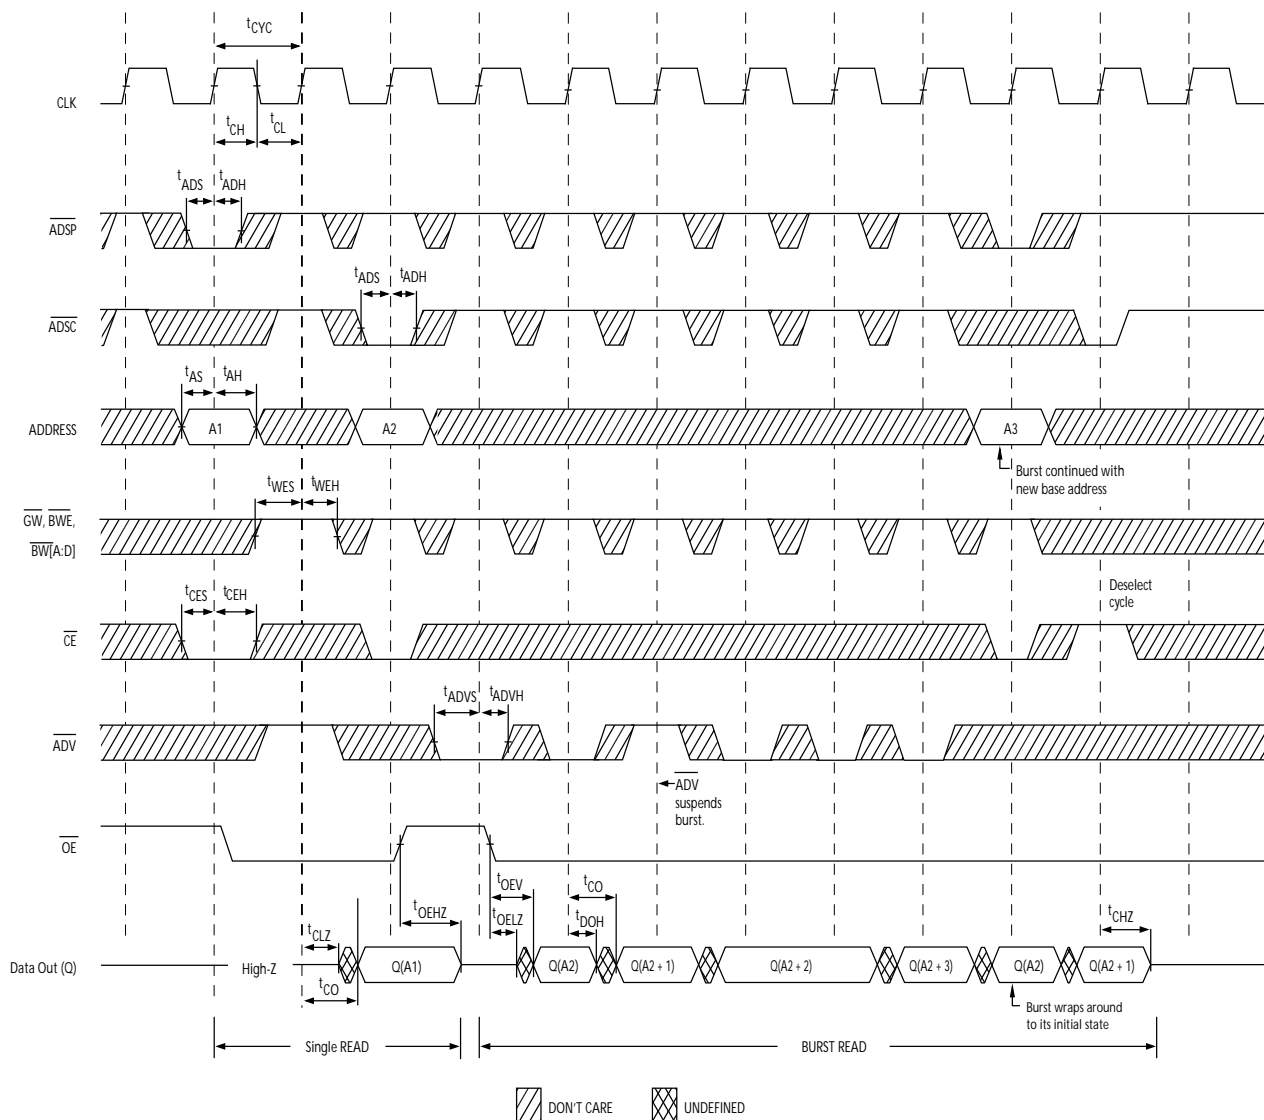 tCYC
CLK
tCH
tCL
tADS
tADH
ADSP
tADS
tADH
ADSC
tAS
tAH
ADDRESS
A1
A2
A3
Burst continued with
new base address
tWES
tWEH
GW, BWE,
BW[A:D]
tCES
tCEH
Deselect
cycle
CE
tADVS
tADVH
ADV
ADV
suspends
burst.
OE
tOEV
tCO
tOEHZ
tOELZ
tDOH
tCHZ
tCLZ
Data Out (Q)
High-Z
Q(A1)
Q(A2)
Q(A2 + 1)
Q(A2 + 2)
Q(A2 + 3)
Q(A2)
Q(A2 + 1)
tCO
Burst wraps around
to its initial state
Single READ
BURST READ
DON'T CARE
UNDEFINED